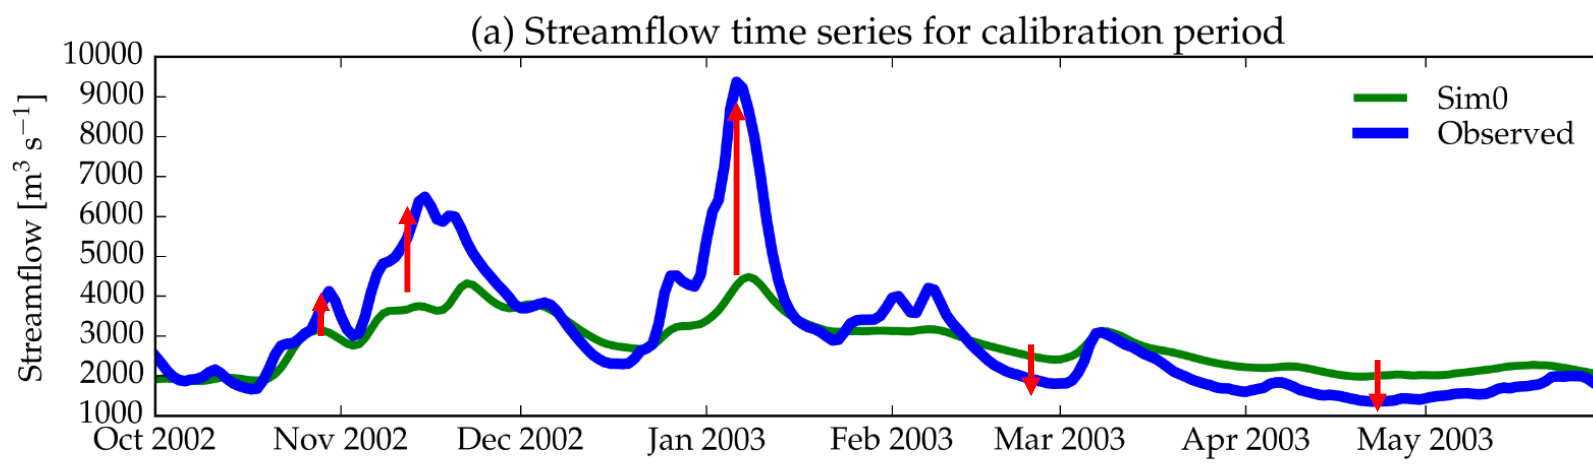 (a) Streamflow time series for calibration period
Streamflow [m³ s⁻¹]
10000
9000
8000
7000
6000
5000
4000
3000
2000
1000
Sim0
Observed
Oct 2002 Nov 2002 Dec 2002 Jan 2003 Feb 2003 Mar 2003 Apr 2003 May 2003